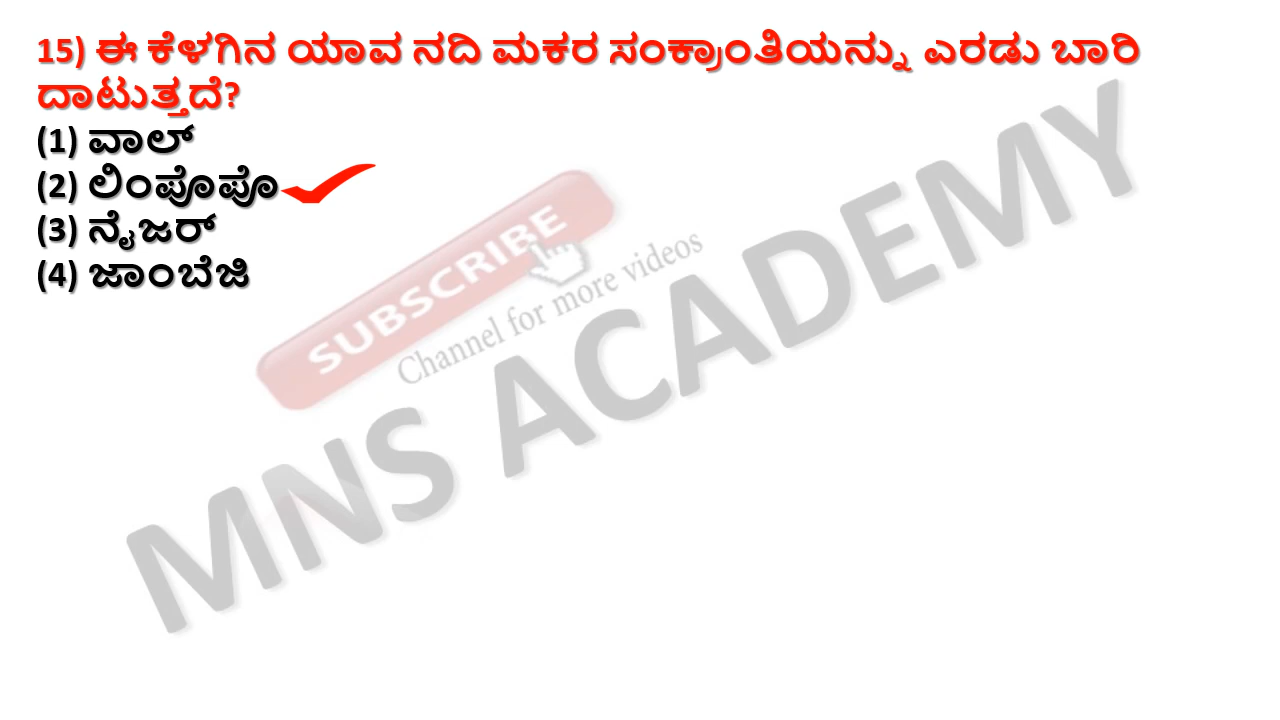 15) ಈ ಕೆಳಗಿನ ಯಾವ ನದಿ ಮಕರ ಸಂಕ್ರಾಂತಿಯನ್ನು ಎರಡು ಬಾರಿ
ದಾಟುತ್ತದೆ?
(1) ವಾಲ್
(2) ಲಿಂಪೊಪೊ
(3) ನೈಜರ್
(4) ಜಾಂಬೆಜಿ
SUBSCRIBE
Channel for more videos
MNS ACADEMY